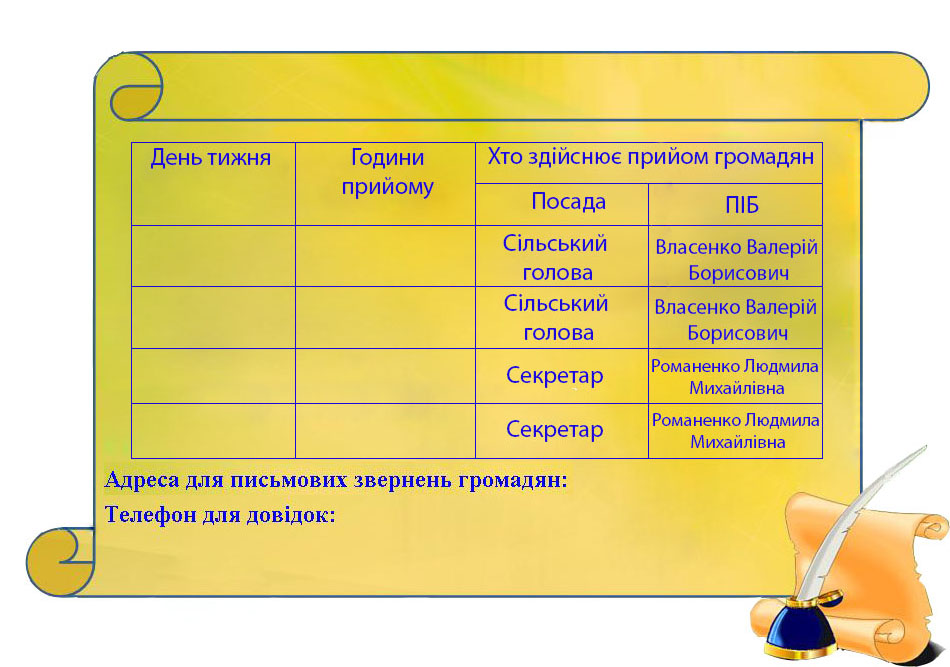 День тижня
Години
прийому
Хто здійснює прийом громадян
Посада
ПІБ
Сільський
голова
Власенко Валерій
Борисович
Сільський
голова
Власенко Валерій
Борисович
Секретар
Романенко Людмила
Михайлівна
Секретар
Романенко Людмила
Михайлівна
Адреса для письмових звернень громадян:
Телефон для довідок: